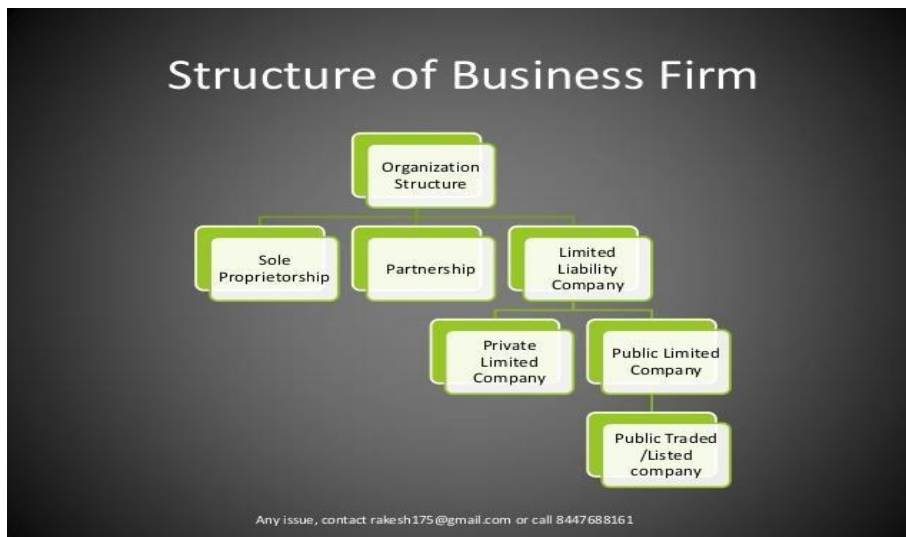 Structure of Business Firm
Organization
Structure
Sole
Proprietorship
Partnership
Limited
Liability
Company
Private
Limited
Company
Public Limited
Company
Public Traded
/Listed
company
Any issue, contact rakesh175@gmail.com or call 8447688161